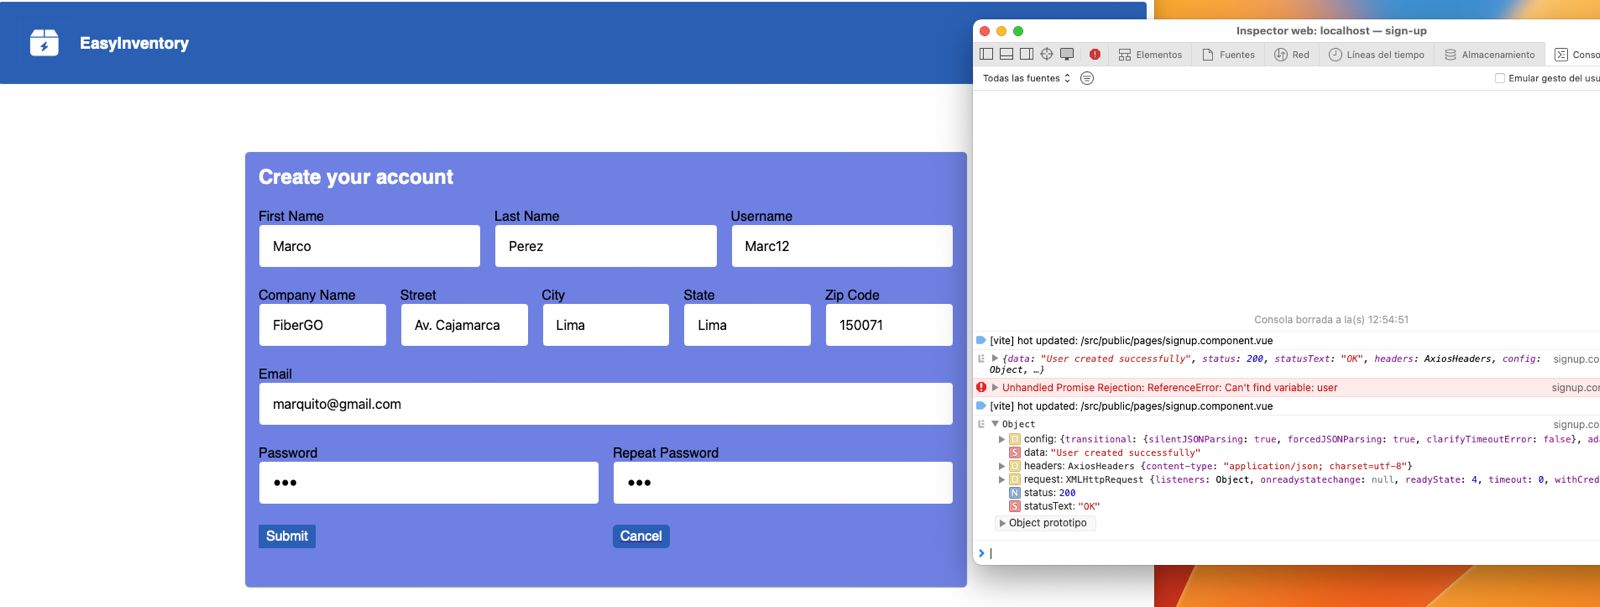 EasyInventory
Create your account
First Name Last Name Username
Marco Perez Marc12
Company Name Street City State Zip Code
FiberGO Av. Cajamarca Lima Lima 150071
Email
marquito@gmail.com
Password Repeat Password
Submit Cancel
Inspector web: localhost — sign-up
Elementos Fuentes Red Líneas del tiempo Almacenamiento Conso
Todas las fuentes Emular gesto del usu
Consola borrada a la(s) 12:54:51
[vite] hot updated: /src/public/pages/signup.component.vue
{data: "User created successfully", status: 200, statusText: "OK", headers: AxiosHeaders, config: signup.co
Object, …}
Unhandled Promise Rejection: ReferenceError: Can't find variable: user signup.con
[vite] hot updated: /src/public/pages/signup.component.vue
Object signup.co
O config: {transitional: {silentJSONParsing: true, forcedJSONParsing: true, clarifyTimeoutError: false}, ada
S data: "User created successfully"
O headers: AxiosHeaders {content-type: "application/json; charset=utf-8"}
O request: XMLHttpRequest {listeners: Object, onreadystatechange: null, readyState: 4, timeout: 0, withCred
N status: 200
S statusText: "OK"
Object prototipo